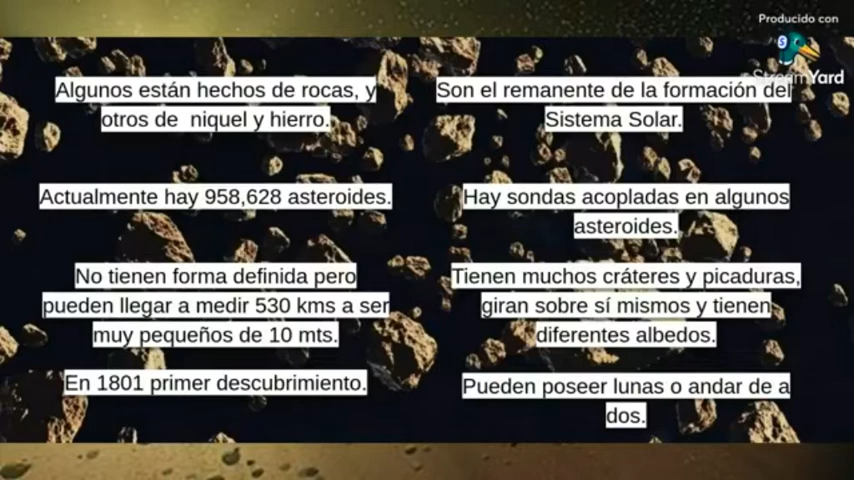 Producido con
StreamYard
Algunos están hechos de rocas, y
otros de niquel y hierro.
Actualmente hay 958,628 asteroides.
No tienen forma definida pero
pueden llegar a medir 530 kms a ser
muy pequeños de 10 mts.
En 1801 primer descubrimiento.
Son el remanente de la formación del
Sistema Solar.
Hay sondas acopladas en algunos
asteroides.
Tienen muchos cráteres y picaduras,
giran sobre sí mismos y tienen
diferentes albedos.
Pueden poseer lunas o andar de a
dos.